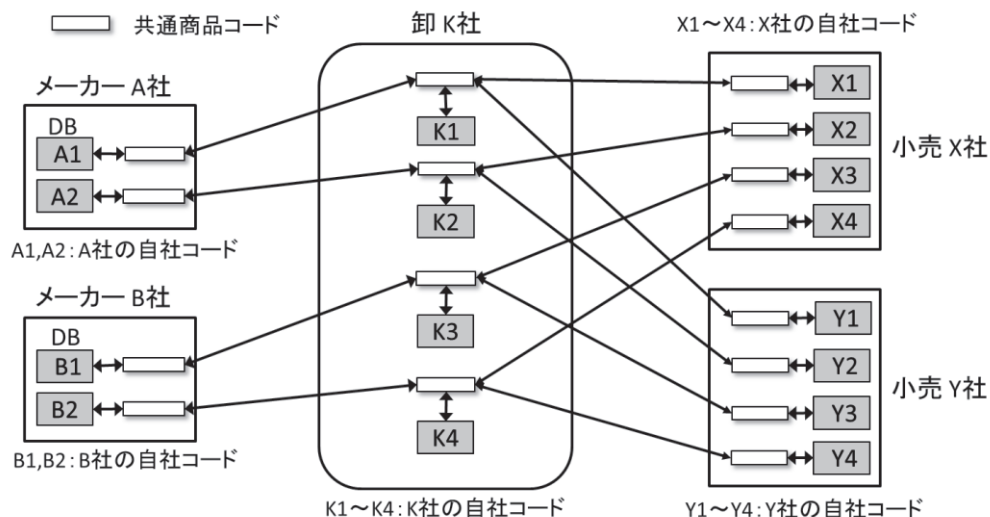 共通商品コード
卸 K社
X1～X4：X社の自社コード
メーカー A社
DB
A1
A2
A1,A2：A社の自社コード
メーカー B社
DB
B1
B2
B1,B2：B社の自社コード
K1
K2
K3
K4
K1～K4：K社の自社コード
X1
X2
X3
X4
小売 X社
Y1
Y2
Y3
Y4
小売 Y社
Y1～Y4：Y社の自社コード